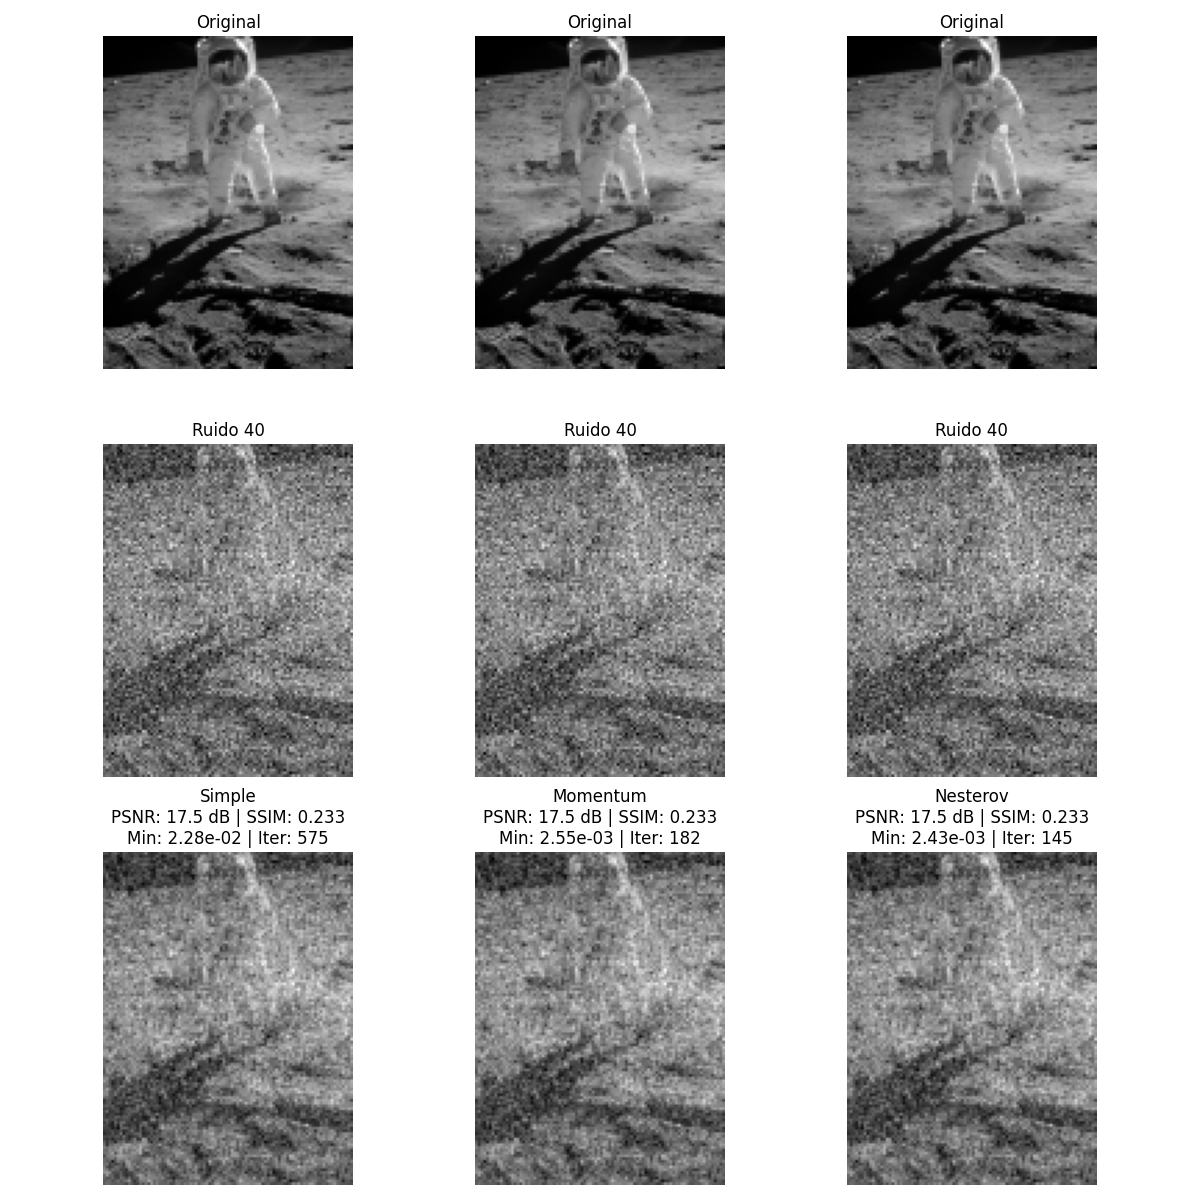 Original
Original
Original
Ruido 40
Ruido 40
Ruido 40
Simple
PSNR: 17.5 dB | SSIM: 0.233
Min: 2.28e-02 | Iter: 575
Momentum
PSNR: 17.5 dB | SSIM: 0.233
Min: 2.55e-03 | Iter: 182
Nesterov
PSNR: 17.5 dB | SSIM: 0.233
Min: 2.43e-03 | Iter: 145